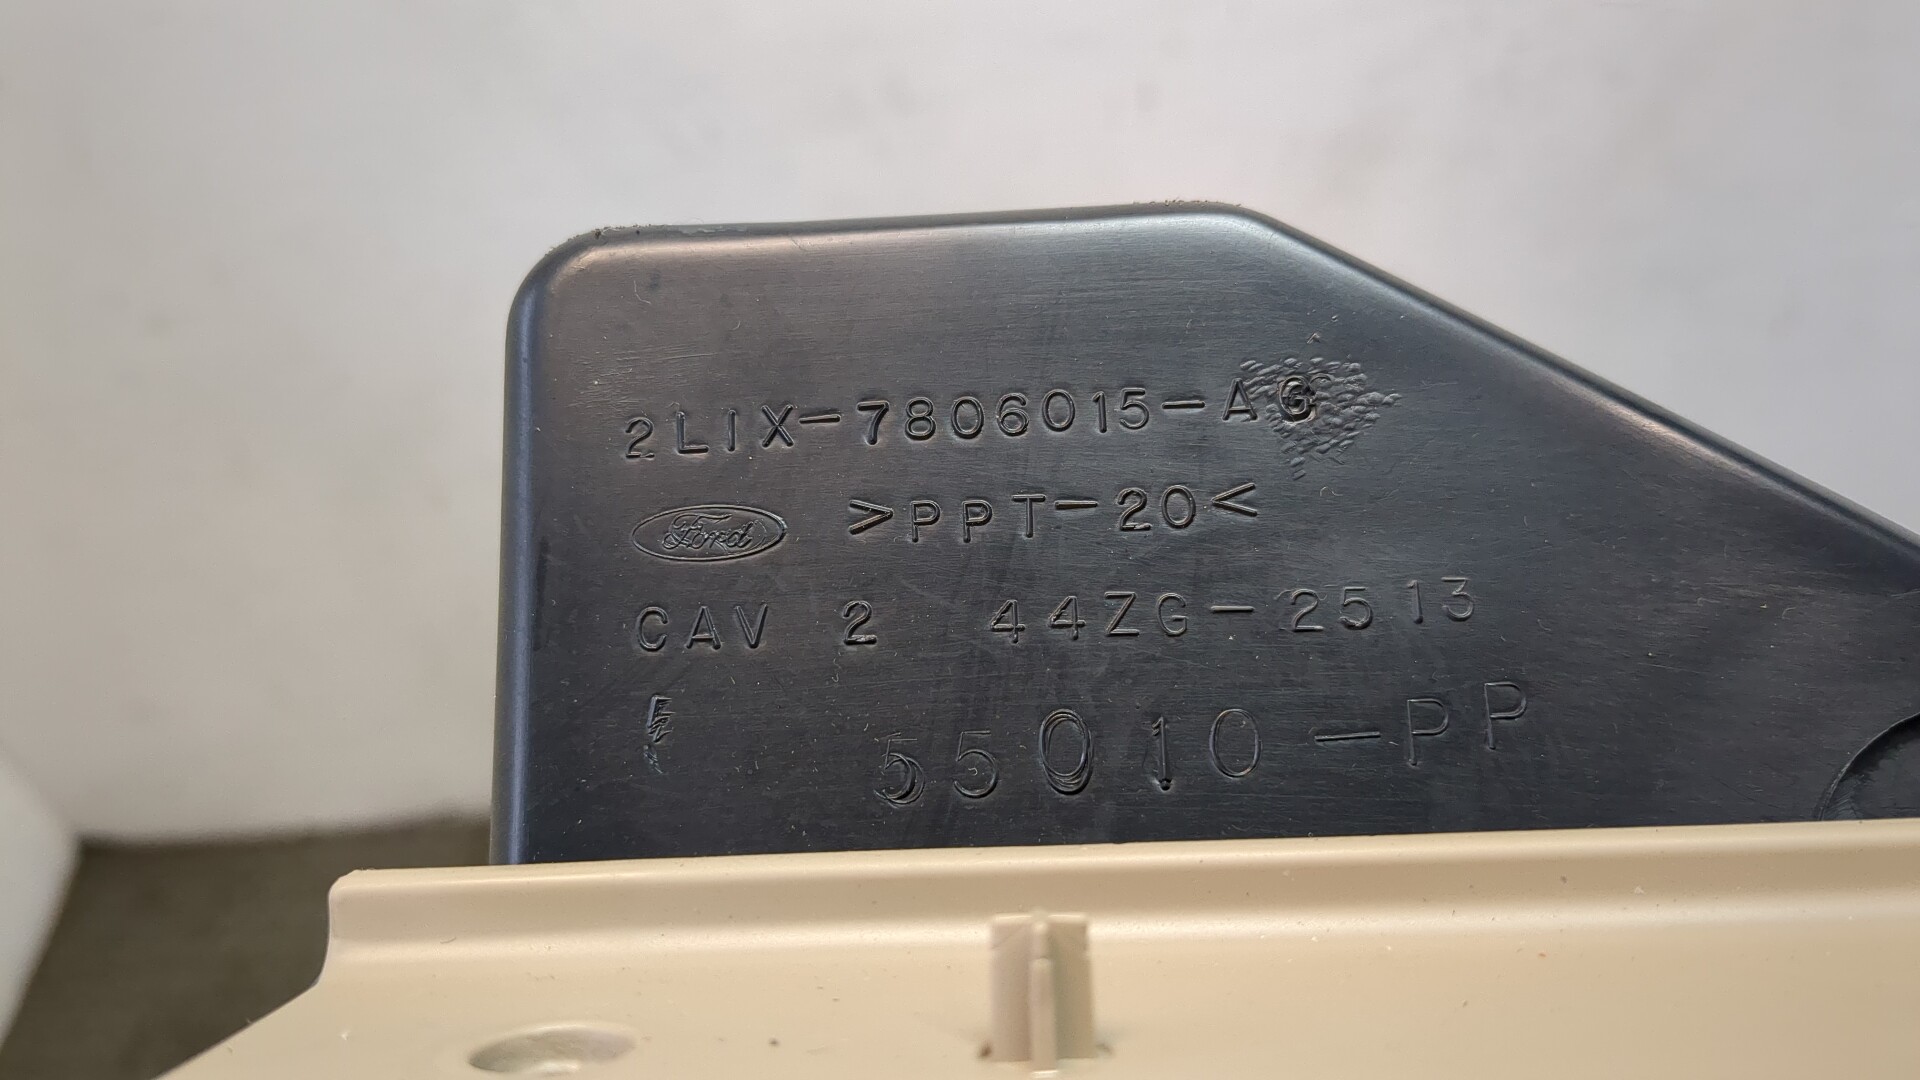 2L1X-7806015-AG
Ford >PPT-20<
CAV 2 44ZG-2513
55010-PP